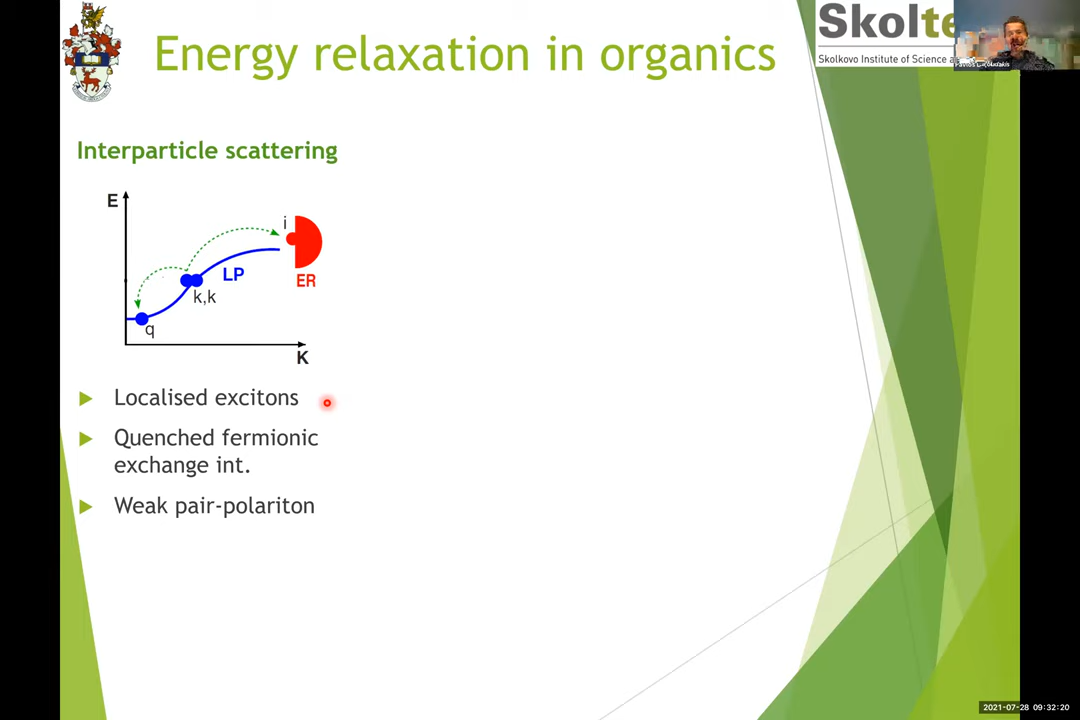 Energy relaxation in organics
Skolte
Skolkovo Institute of Science a
Interparticle scattering
E
i
LP
ER
k,k
q
K
Localised excitons
Quenched fermionic
exchange int.
Weak pair-polariton
2021-07-28 09:32:20